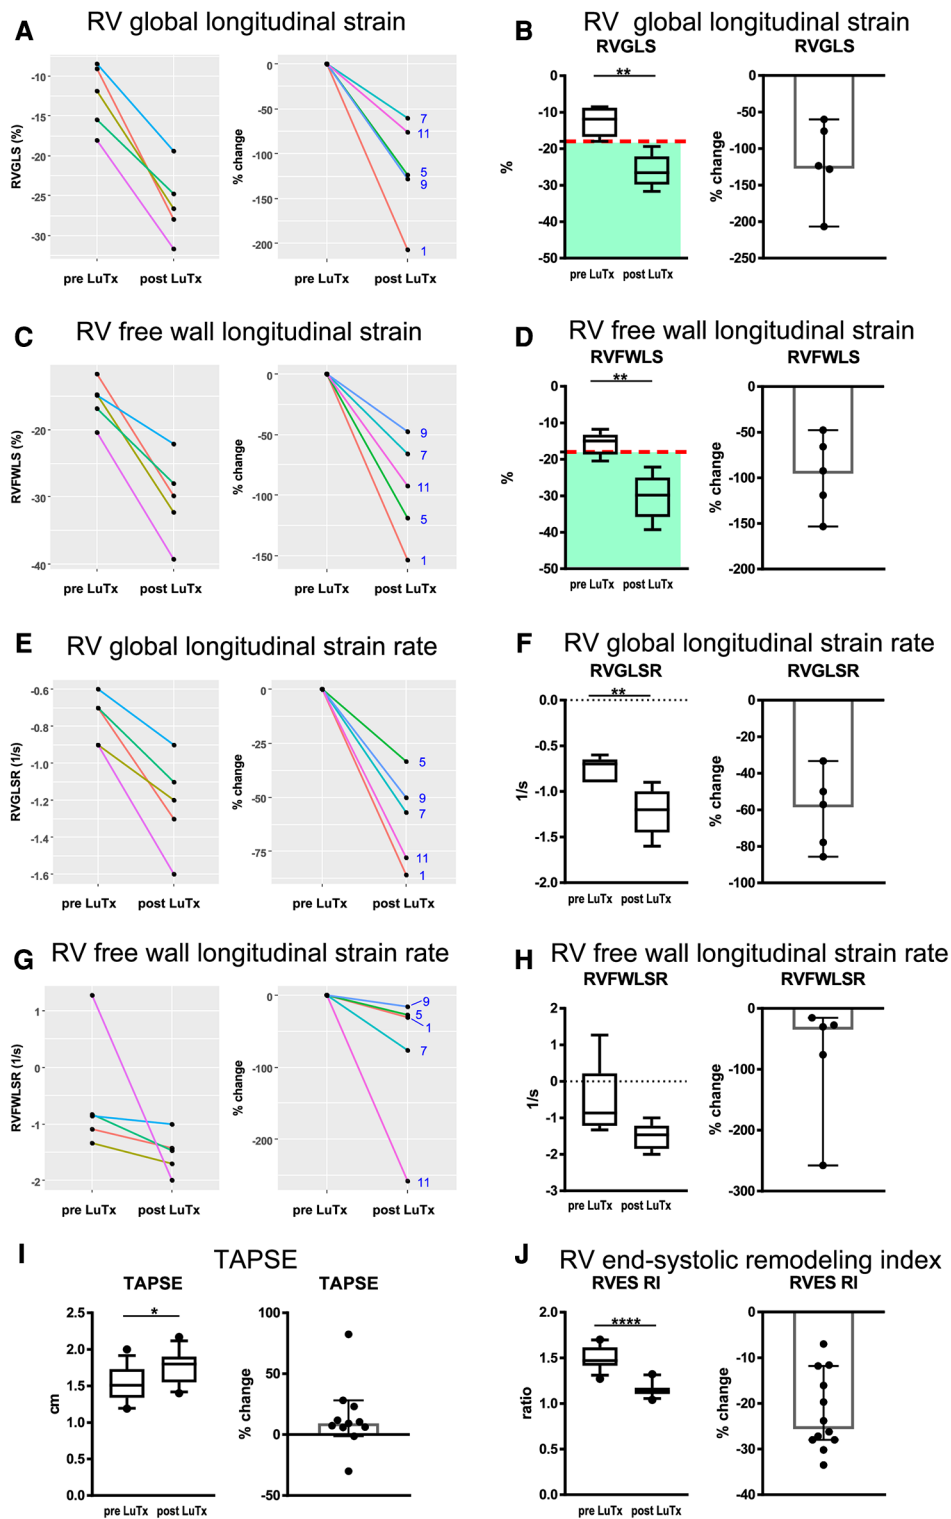 A RV global longitudinal strain
RVGLS (%)
-10
-15
-20
-25
-30
pre LuTx post LuTx
% change
0
-50
-100
-150
-200
7
11
5
9
1
pre LuTx post LuTx
B RV global longitudinal strain
RVGLS
%
0
-10
-20
-30
-40
-50
**
pre LuTx post LuTx
RVGLS
% change
0
-50
-100
-150
-200
-250
C RV free wall longitudinal strain
RVFWLS (%)
-20
-30
-40
pre LuTx post LuTx
% change
0
-50
-100
-150
9
7
11
5
1
pre LuTx post LuTx
D RV free wall longitudinal strain
RVFWLS
%
0
-10
-20
-30
-40
-50
**
pre LuTx post LuTx
RVFWLS
% change
0
-50
-100
-150
-200
E RV global longitudinal strain rate
RVGLSR (1/s)
-0.6
-0.8
-1.0
-1.2
-1.4
-1.6
pre LuTx post LuTx
% change
0
-25
-50
-75
5
9
7
11
1
pre LuTx post LuTx
F RV global longitudinal strain rate
RVGLSR
1/s
0.0
-0.5
-1.0
-1.5
-2.0
**
pre LuTx post LuTx
RVGLSR
% change
0
-20
-40
-60
-80
-100
G RV free wall longitudinal strain rate
RVFWLSR (1/s)
1
0
-1
-2
pre LuTx post LuTx
% change
0
-100
-200
9
5
1
7
11
pre LuTx post LuTx
H RV free wall longitudinal strain rate
RVFWLSR
1/s
2
1
0
-1
-2
-3
pre LuTx post LuTx
RVFWLSR
% change
0
-100
-200
-300
I TAPSE
TAPSE
cm
2.5
2.0
1.5
1.0
0.5
0.0
*
pre LuTx post LuTx
TAPSE
% change
100
50
0
-50
J RV end-systolic remodeling index
RVES RI
ratio
2.0
1.5
1.0
0.5
0.0
****
pre LuTx post LuTx
RVES RI
% change
0
-10
-20
-30
-40